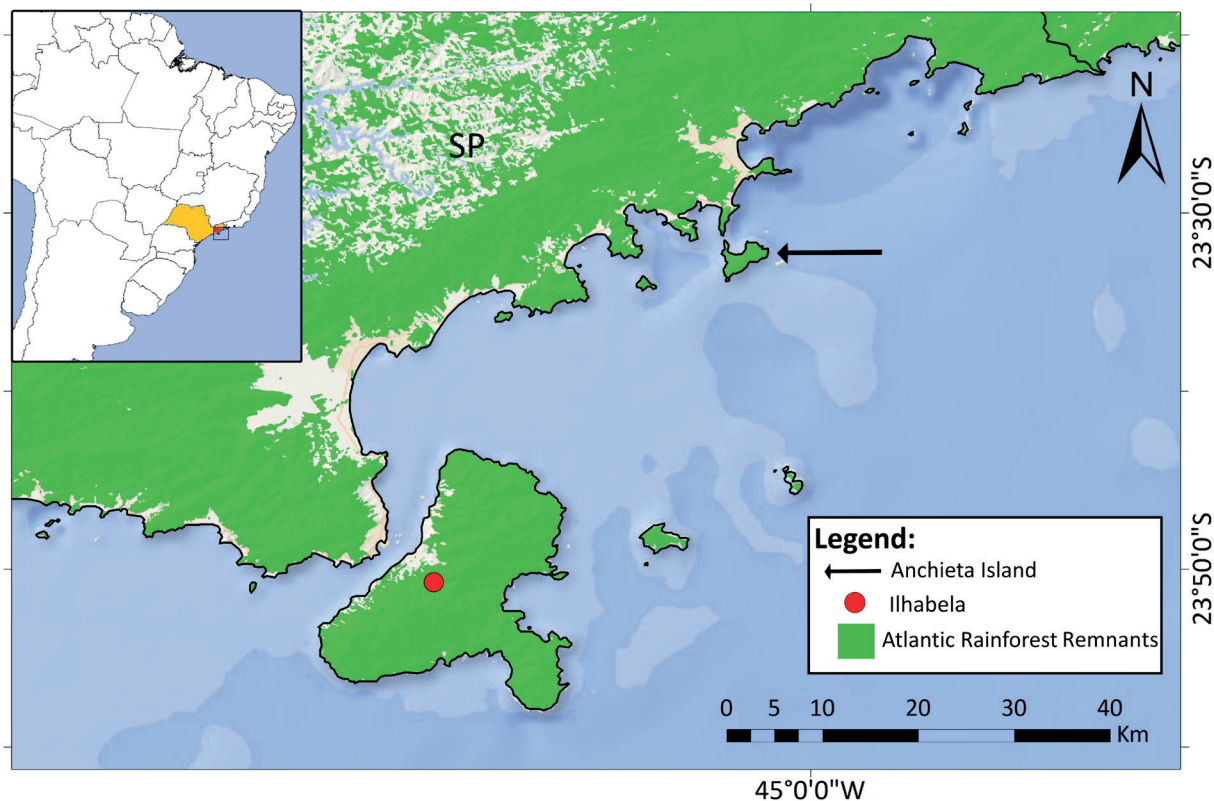 SP
N
23°30'0"S
23°50'0"S
Legend:
Anchieta Island
Ilhabela
Atlantic Rainforest Remnants
0 5 10 20 30 40
Km
45°0'0"W